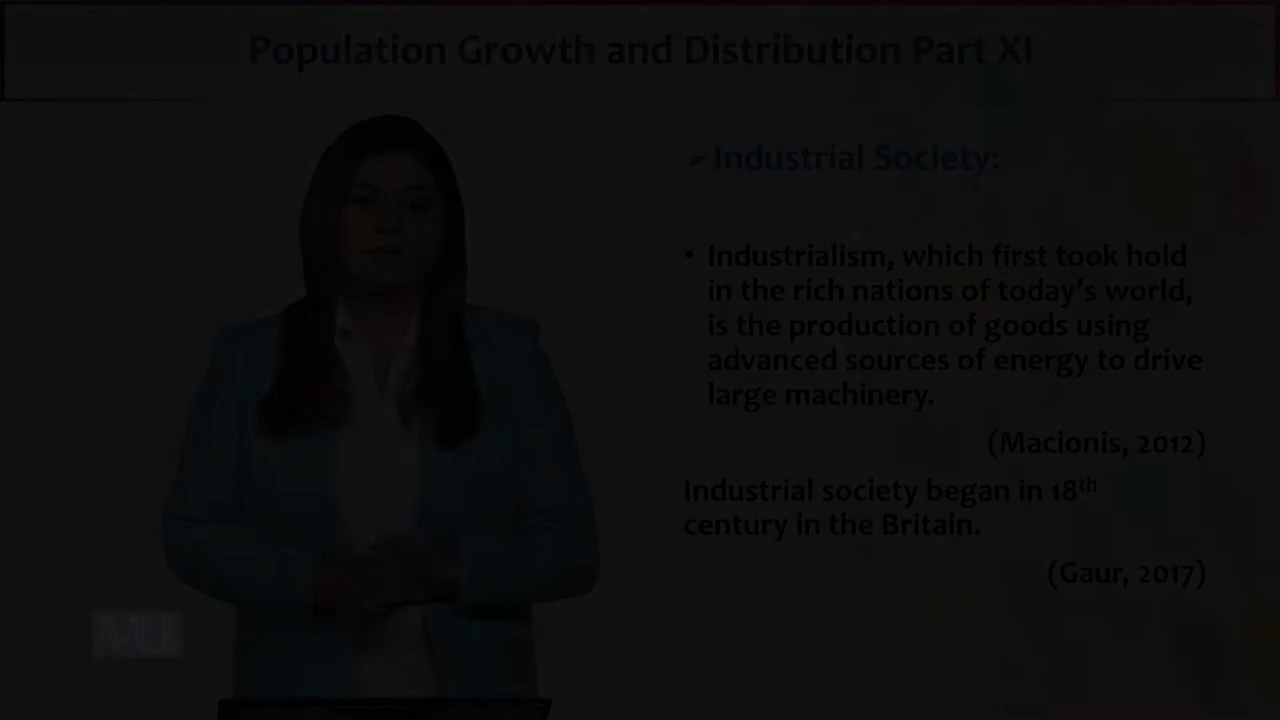 Population Growth and Distribution Part XI
Industrial Society:
• Industrialism, which first took hold
in the rich nations of today's world,
is the production of goods using
advanced sources of energy to drive
large machinery.
(Macionis, 2012)
Industrial society began in 18th
century in the Britain.
(Gaur, 2017)
VU